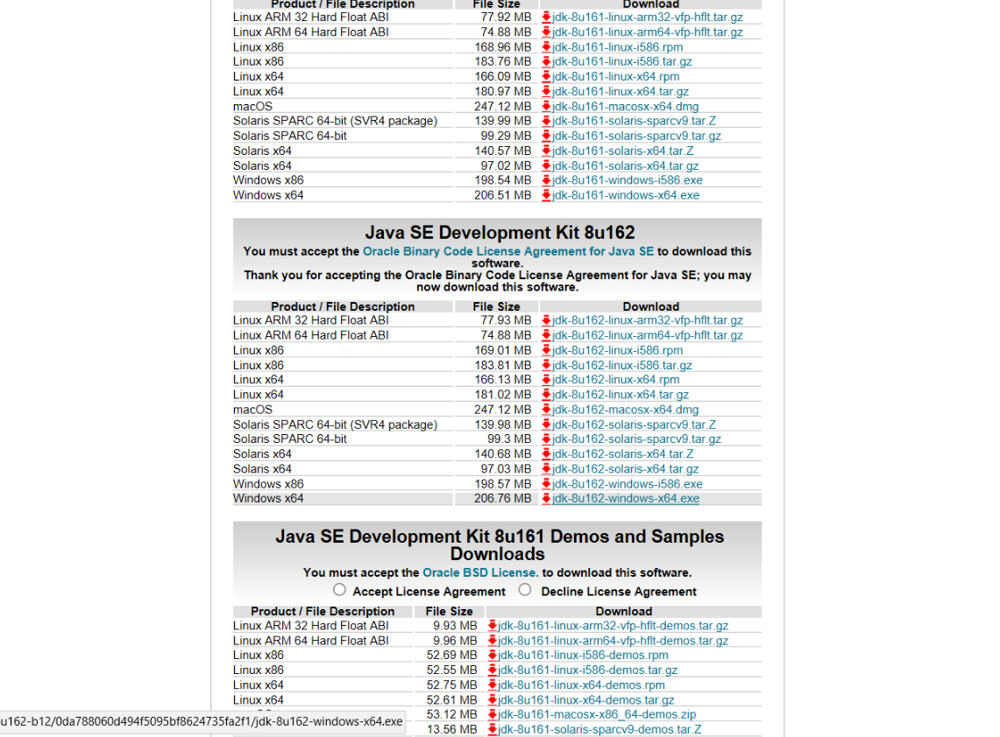 Product / File Description File Size Download
Linux ARM 32 Hard Float ABI 77.92 MB jdk-8u161-linux-arm32-vfp-hflt.tar.gz
Linux ARM 64 Hard Float ABI 74.88 MB jdk-8u161-linux-arm64-vfp-hflt.tar.gz
Linux x86 168.96 MB jdk-8u161-linux-i586.rpm
Linux x86 183.76 MB jdk-8u161-linux-i586.tar.gz
Linux x64 166.09 MB jdk-8u161-linux-x64.rpm
Linux x64 180.97 MB jdk-8u161-linux-x64.tar.gz
macOS 247.12 MB jdk-8u161-macosx-x64.dmg
Solaris SPARC 64-bit (SVR4 package) 139.99 MB jdk-8u161-solaris-sparcv9.tar.Z
Solaris SPARC 64-bit 99.29 MB jdk-8u161-solaris-sparcv9.tar.gz
Solaris x64 140.57 MB jdk-8u161-solaris-x64.tar.Z
Solaris x64 97.02 MB jdk-8u161-solaris-x64.tar.gz
Windows x86 198.54 MB jdk-8u161-windows-i586.exe
Windows x64 206.51 MB jdk-8u161-windows-x64.exe
Java SE Development Kit 8u162
You must accept the Oracle Binary Code License Agreement for Java SE to download this
software.
Thank you for accepting the Oracle Binary Code License Agreement for Java SE; you may
now download this software.
Product / File Description File Size Download
Linux ARM 32 Hard Float ABI 77.93 MB jdk-8u162-linux-arm32-vfp-hflt.tar.gz
Linux ARM 64 Hard Float ABI 74.88 MB jdk-8u162-linux-arm64-vfp-hflt.tar.gz
Linux x86 169.01 MB jdk-8u162-linux-i586.rpm
Linux x86 183.81 MB jdk-8u162-linux-i586.tar.gz
Linux x64 166.13 MB jdk-8u162-linux-x64.rpm
Linux x64 181.02 MB jdk-8u162-linux-x64.tar.gz
macOS 247.12 MB jdk-8u162-macosx-x64.dmg
Solaris SPARC 64-bit (SVR4 package) 139.98 MB jdk-8u162-solaris-sparcv9.tar.Z
Solaris SPARC 64-bit 99.3 MB jdk-8u162-solaris-sparcv9.tar.gz
Solaris x64 140.68 MB jdk-8u162-solaris-x64.tar.Z
Solaris x64 97.03 MB jdk-8u162-solaris-x64.tar.gz
Windows x86 198.57 MB jdk-8u162-windows-i586.exe
Windows x64 206.76 MB jdk-8u162-windows-x64.exe
Java SE Development Kit 8u161 Demos and Samples
Downloads
You must accept the Oracle BSD License. to download this software.
Accept License Agreement Decline License Agreement
Product / File Description File Size Download
Linux ARM 32 Hard Float ABI 9.93 MB jdk-8u161-linux-arm32-vfp-hflt-demos.tar.gz
Linux ARM 64 Hard Float ABI 9.96 MB jdk-8u161-linux-arm64-vfp-hflt-demos.tar.gz
Linux x86 52.69 MB jdk-8u161-linux-i586-demos.rpm
Linux x86 52.55 MB jdk-8u161-linux-i586-demos.tar.gz
Linux x64 52.75 MB jdk-8u161-linux-x64-demos.rpm
Linux x64 52.61 MB jdk-8u161-linux-x64-demos.tar.gz
53.12 MB jdk-8u161-macosx-x86_64-demos.zip
u162-b12/0da788060d494f5095bf8624735fa2f1/jdk-8u162-windows-x64.exe
13.56 MB jdk-8u161-solaris-sparcv9-demos.tar.Z